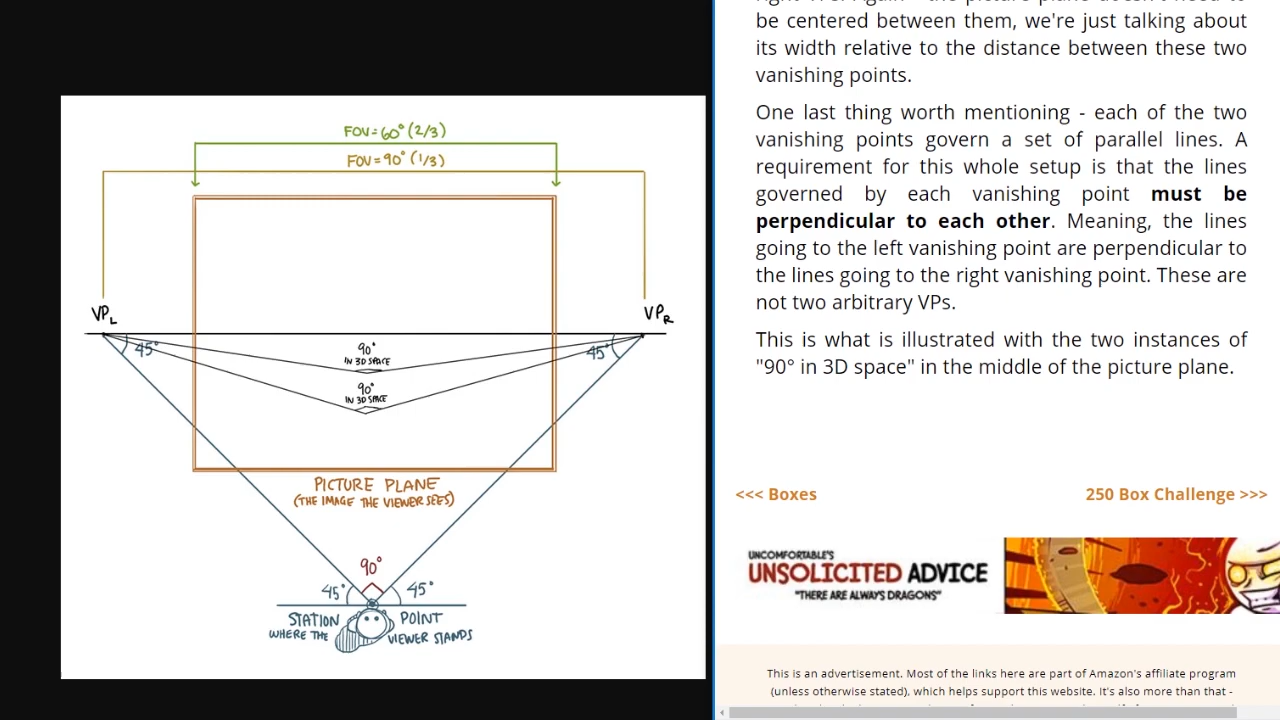 FOV=60° (2/3)
FOV=90° (1/3)
VPL
VPR
45°
45°
90°
IN 3D SPACE
90°
IN 3D SPACE
PICTURE PLANE
(THE IMAGE THE VIEWER SEES)
90°
45°
45°
STATION POINT
WHERE THE VIEWER STANDS
be centered between them, we're just talking about
its width relative to the distance between these two
vanishing points.
One last thing worth mentioning - each of the two
vanishing points govern a set of parallel lines. A
requirement for this whole setup is that the lines
governed by each vanishing point must be
perpendicular to each other. Meaning, the lines
going to the left vanishing point are perpendicular to
the lines going to the right vanishing point. These are
not two arbitrary VPs.
This is what is illustrated with the two instances of
"90° in 3D space" in the middle of the picture plane.
<<< Boxes
250 Box Challenge >>>
UNCOMFORTABLE'S
UNSOLICITED ADVICE
"THERE ARE ALWAYS DRAGONS"
This is an advertisement. Most of the links here are part of Amazon's affiliate program
(unless otherwise stated), which helps support this website. It's also more than that -